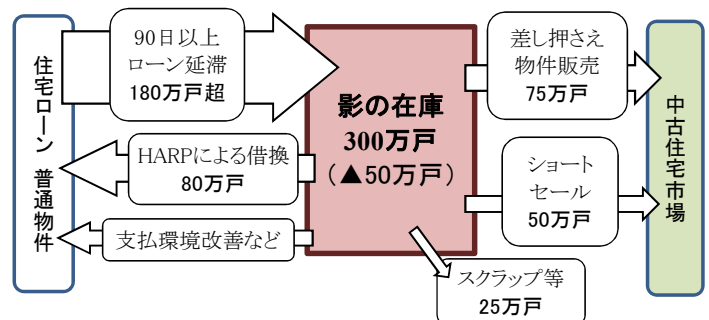 住宅ローン 普通物件
90日以上
ローン延滞
180万戸超
HARPによる借換
80万戸
支払環境改善など
影の在庫
300万戸
(▲50万戸)
差し押さえ
物件販売
75万戸
ショート
セール
50万戸
スクラップ等
25万戸
中古住宅市場